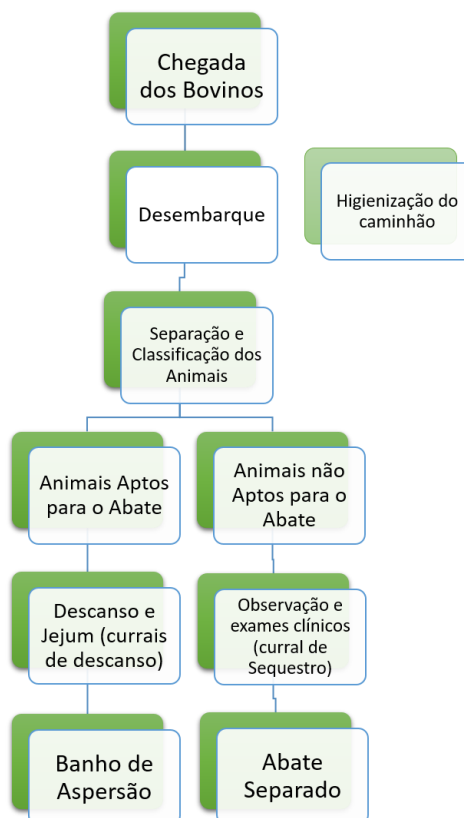 Chegada
dos Bovinos
Desembarque
Higienização do
caminhão
Separação e
Classificação dos
Animais
Animais Aptos
para o Abate
Animais não
Aptos para o
Abate
Descanso e
Jejum (currais
de descanso)
Observação e
exames clínicos
(curral de
Sequestro)
Banho de
Aspersão
Abate
Separado